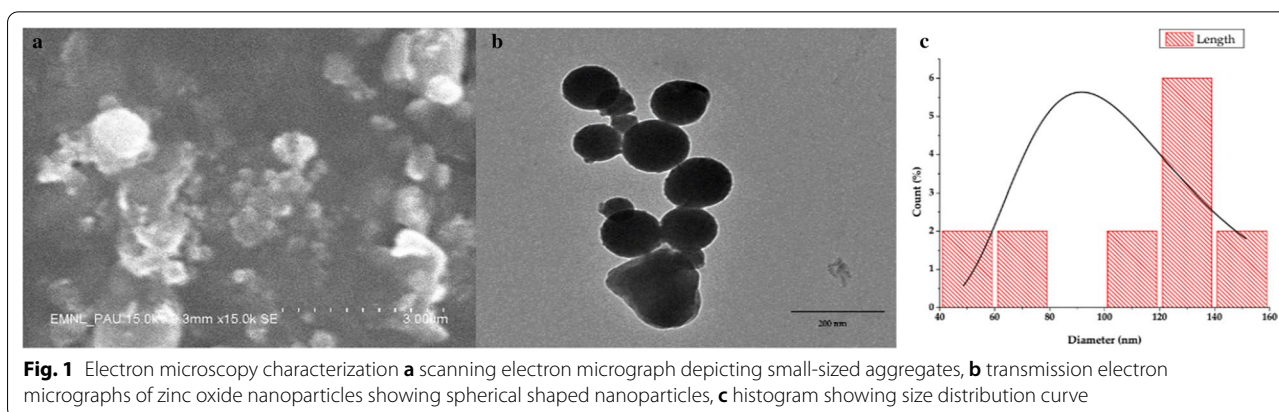 a
EMNL_PAU 15.0k 3mm x15.0k SE 3.00um
b
200 nm
c
Length
Count (%)
6
5
4
3
2
1
0
40 60 80 100 120 140 160
Diameter (nm)
Fig. 1 Electron microscopy characterization a scanning electron micrograph depicting small-sized aggregates, b transmission electron
micrographs of zinc oxide nanoparticles showing spherical shaped nanoparticles, c histogram showing size distribution curve